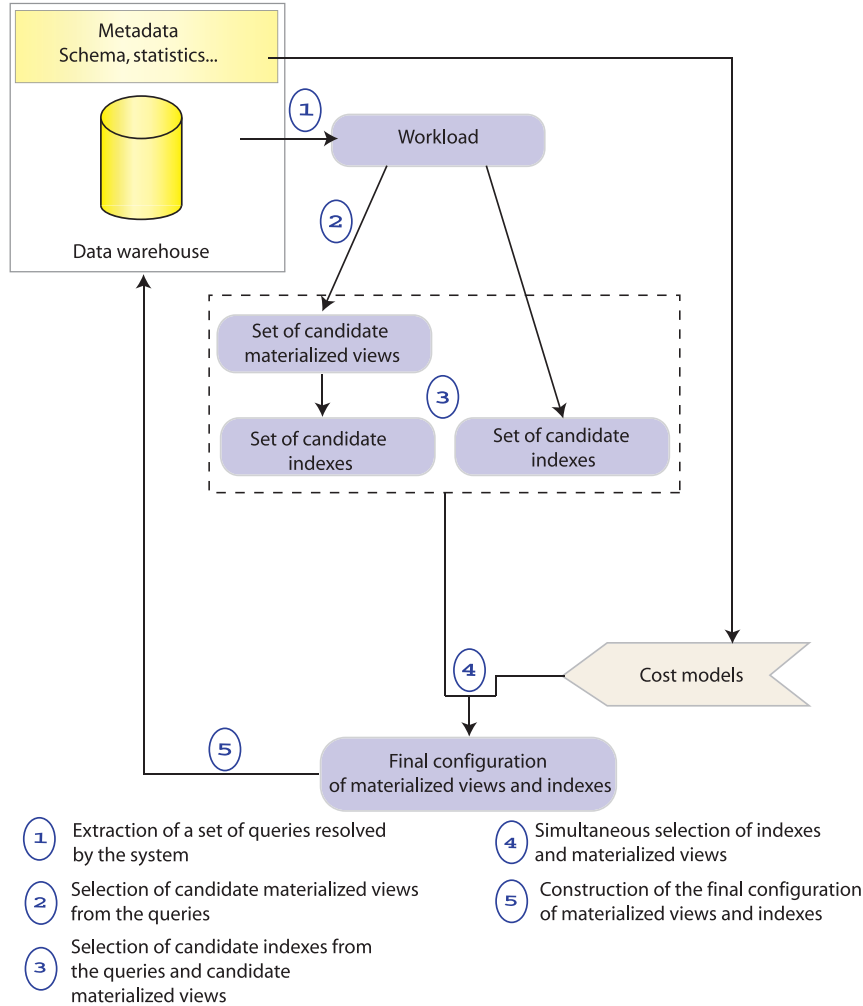 Metadata
Schema, statistics...
1
Workload
2
Data warehouse
Set of candidate
materialized views
3
Set of candidate
indexes
Set of candidate
indexes
4
Cost models
5
Final configuration
of materialized views and indexes
1
Extraction of a set of queries resolved
by the system
2
Selection of candidate materialized views
from the queries
3
Selection of candidate indexes from
the queries and candidate
materialized views
4
Simultaneous selection of indexes
and materialized views
5
Construction of the final configuration
of materialized views and indexes